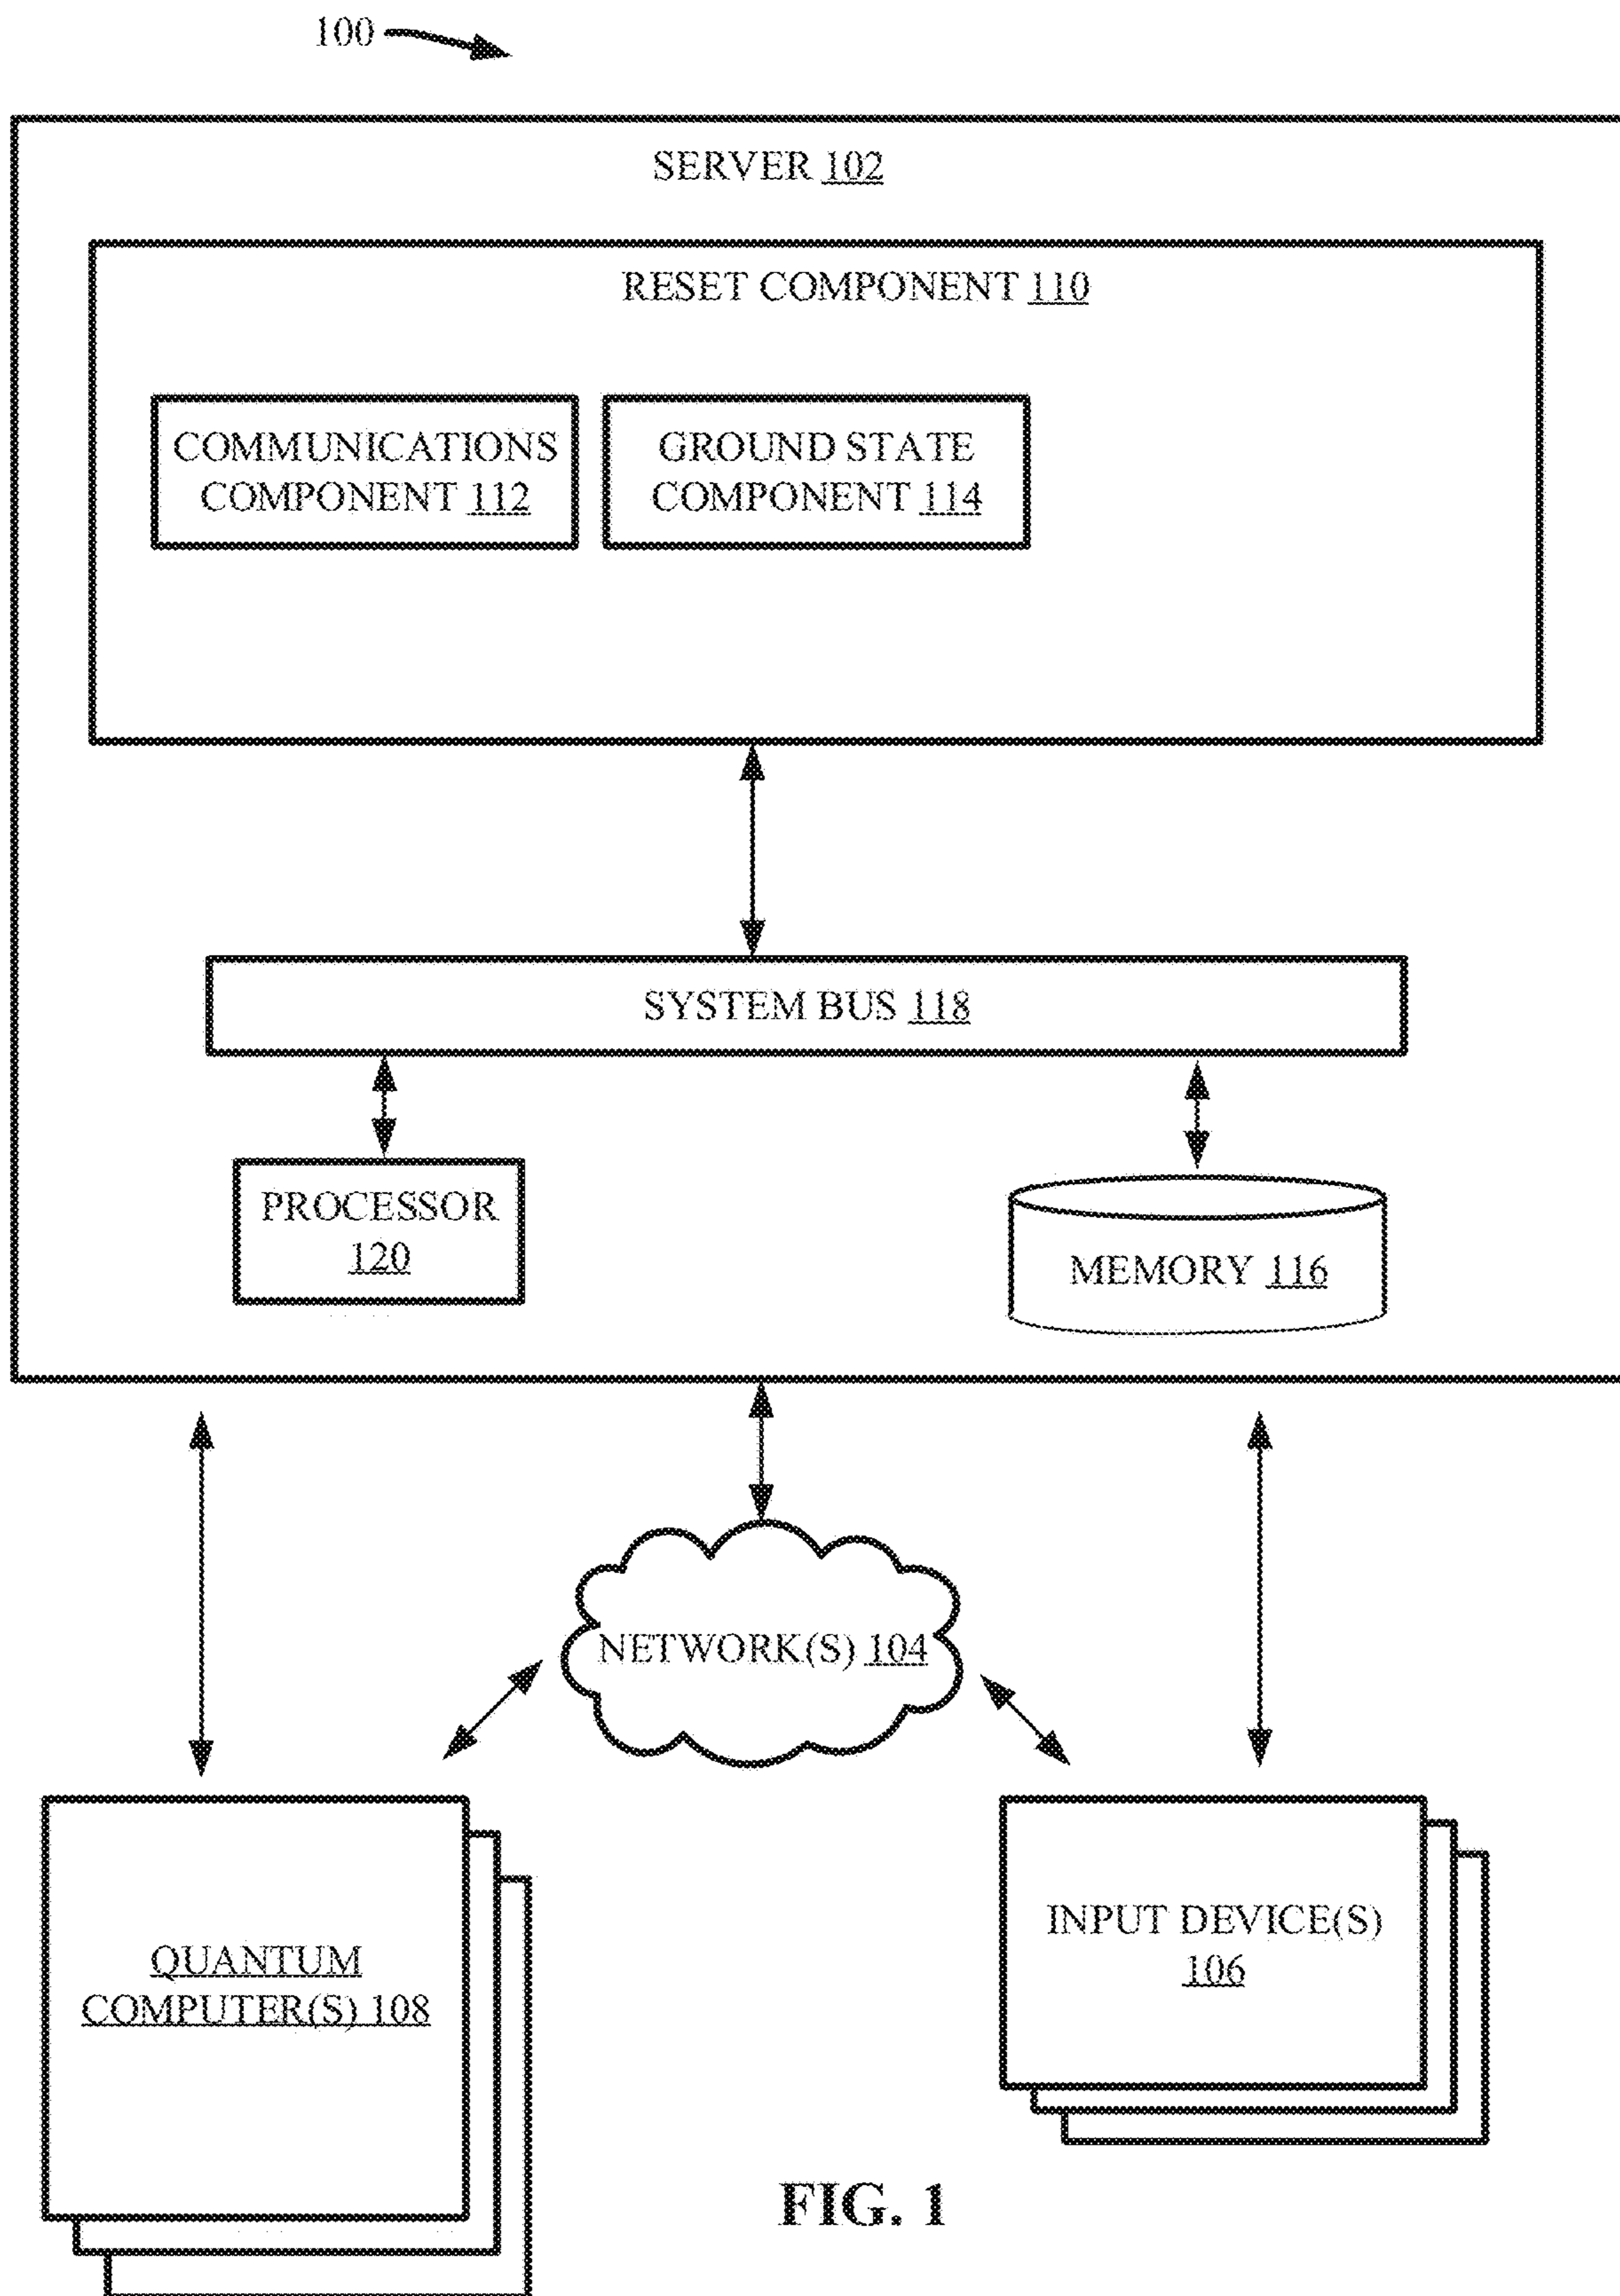 100
SERVER 102
RESET COMPONENT 110
COMMUNICATIONS
COMPONENT 112
GROUND STATE
COMPONENT 114
SYSTEM BUS 118
PROCESSOR
120
MEMORY 116
NETWORK(S) 104
QUANTUM
COMPUTER(S) 108
INPUT DEVICE(S)
106
FIG. 1